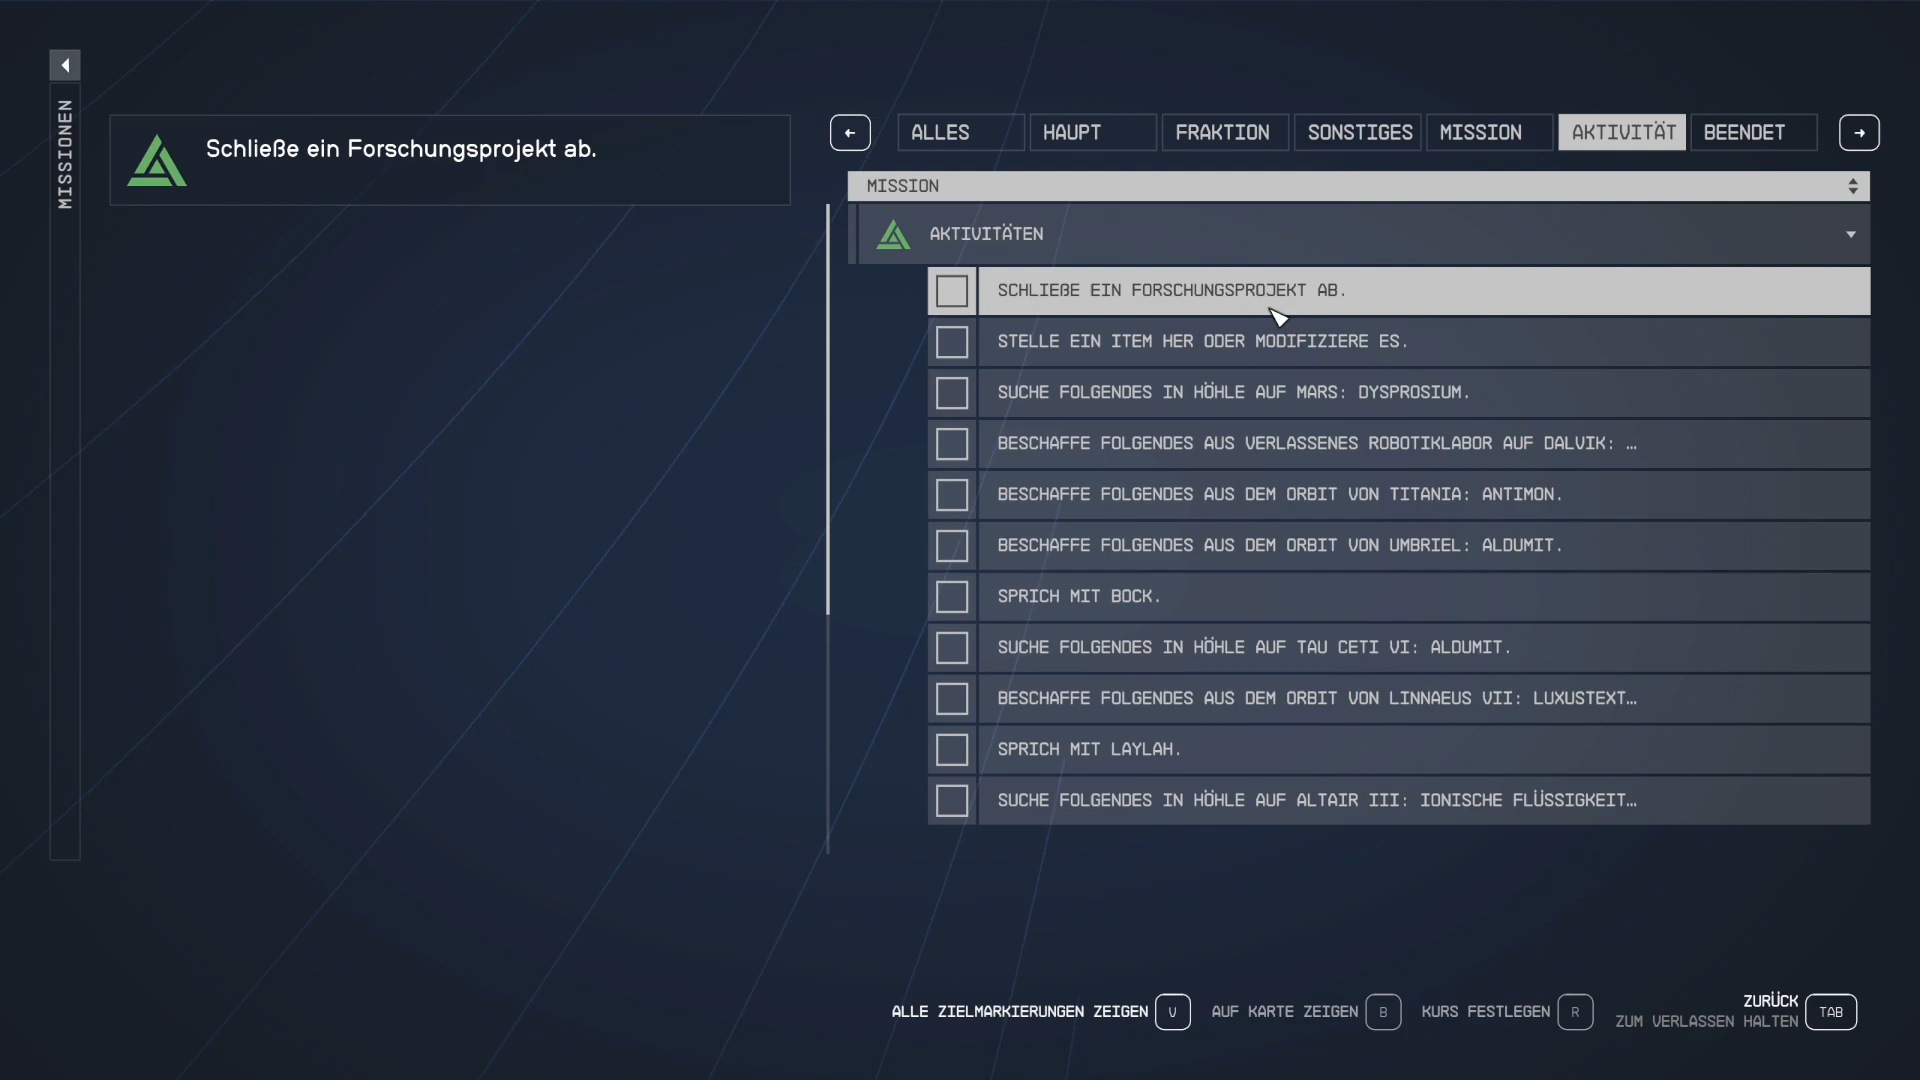 MISSIONEN
Schließe ein Forschungsprojekt ab.
← ALLES HAUPT FRAKTION SONSTIGES MISSION AKTIVITÄT BEENDET →
MISSION
AKTIVITÄTEN
SCHLIEßE EIN FORSCHUNGSPROJEKT AB.
STELLE EIN ITEM HER ODER MODIFIZIERE ES.
SUCHE FOLGENDES IN HÖHLE AUF MARS: DYSPROSIUM.
BESCHAFFE FOLGENDES AUS VERLASSENES ROBOTIKLABOR AUF DALVIK: …
BESCHAFFE FOLGENDES AUS DEM ORBIT VON TITANIA: ANTIMON.
BESCHAFFE FOLGENDES AUS DEM ORBIT VON UMBRIEL: ALDUMIT.
SPRICH MIT BOCK.
SUCHE FOLGENDES IN HÖHLE AUF TAU CETI VI: ALDUMIT.
BESCHAFFE FOLGENDES AUS DEM ORBIT VON LINNAEUS VII: LUXUSTEXT…
SPRICH MIT LAYLAH.
SUCHE FOLGENDES IN HÖHLE AUF ALTAIR III: IONISCHE FLÜSSIGKEIT…
ALLE ZIELMARKIERUNGEN ZEIGEN V AUF KARTE ZEIGEN B KURS FESTLEGEN R ZURÜCK
ZUM VERLASSEN HALTEN TAB